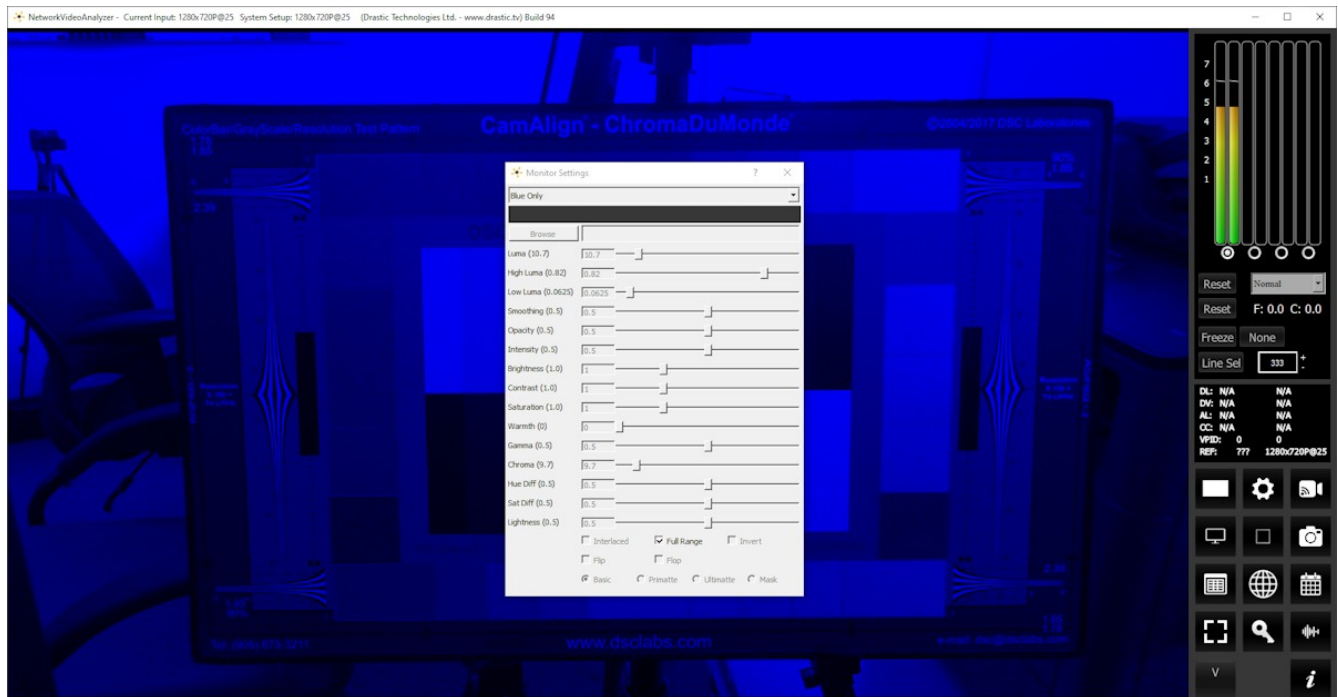 NetworkVideoAnalyzer - Current Input: 1280x720P@25 System Setup: 1280x720P@25 (Drastic Technologies Ltd. - www.drastic.tv) Build 94
ColorBar/GrayScale/Resolution Test Pattern
CamAlign - ChromaDuMonde
Monitor Settings
Blue Only
Browse
Luma (10.7) 10.7
High Luma (0.82) 0.82
Low Luma (0.0625) 0.0625
Smoothing (0.5) 0.5
Opacity (0.5) 0.5
Intensity (0.5) 0.5
Brightness (1.0) 1
Contrast (1.0) 1
Saturation (1.0) 1
Warmth (0) 0
Gamma (0.5) 0.5
Chroma (9.7) 9.7
Hue Diff (0.5) 0.5
Sat Diff (0.5) 0.5
Lightness (0.5) 0.5
Interlaced Full Range Invert
Flip Flop
Basic Primatte Ultimatte Mask
www.dsclabs.com
7
6
5
4
3
2
1
Reset Normal
Reset F: 0.0 C: 0.0
Freeze None
Line Sel 333
DL: N/A N/A
DV: N/A N/A
AL: N/A N/A
CC: N/A N/A
VPID: 0 0
REF: ??? 1280x720P@25
V
i